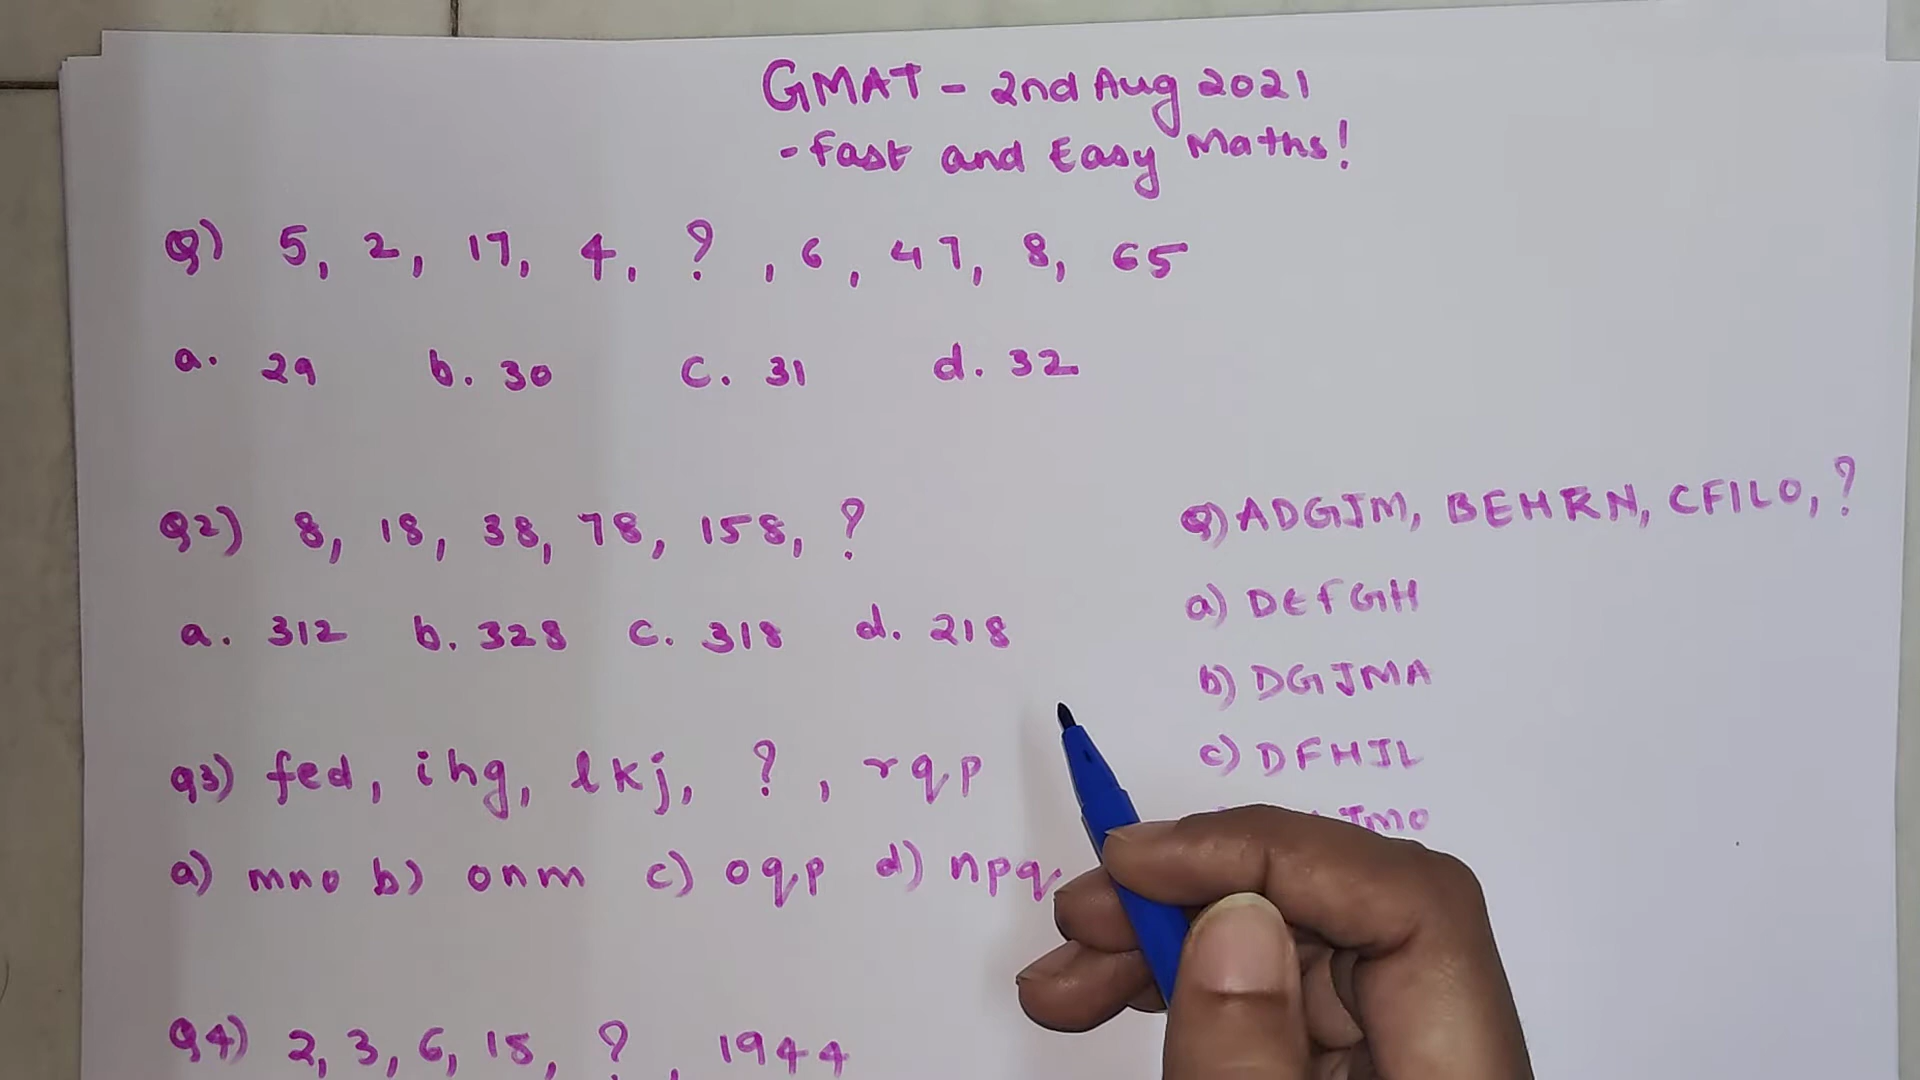 GMAT - 2nd Aug 2021
- Fast and Easy Maths!
Q) 5, 2, 17, 4, ?, 6, 47, 8, 65
a. 29 b. 30 c. 31 d. 32
Q2) 8, 18, 38, 78, 158, ?
a. 312 b. 328 c. 318 d. 218
Q3) fed, ihg, lkj, ?, rqp
a) mno b) onm c) oqp d) npq
Q4) 2, 3, 6, 18, ?, 1944
Q) ADGJM, BEHKN, CFILO, ?
a) DEFGH
b) DGJMA
c) DFHJL
JMO